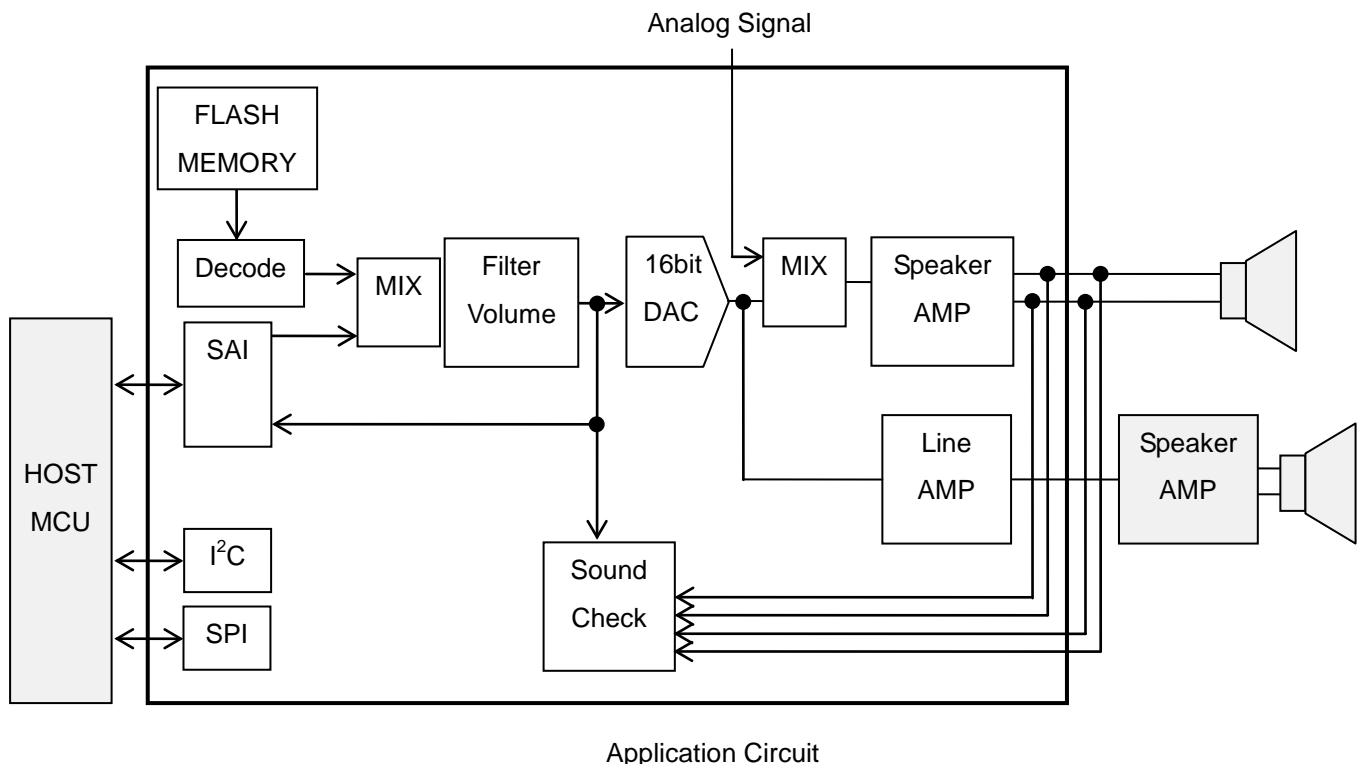 Analog Signal
FLASH
MEMORY
Decode
MIX
Filter
Volume
16bit
DAC
MIX
Speaker
AMP
SAI
HOST
MCU
Line
AMP
Speaker
AMP
I²C
SPI
Sound
Check
Application Circuit